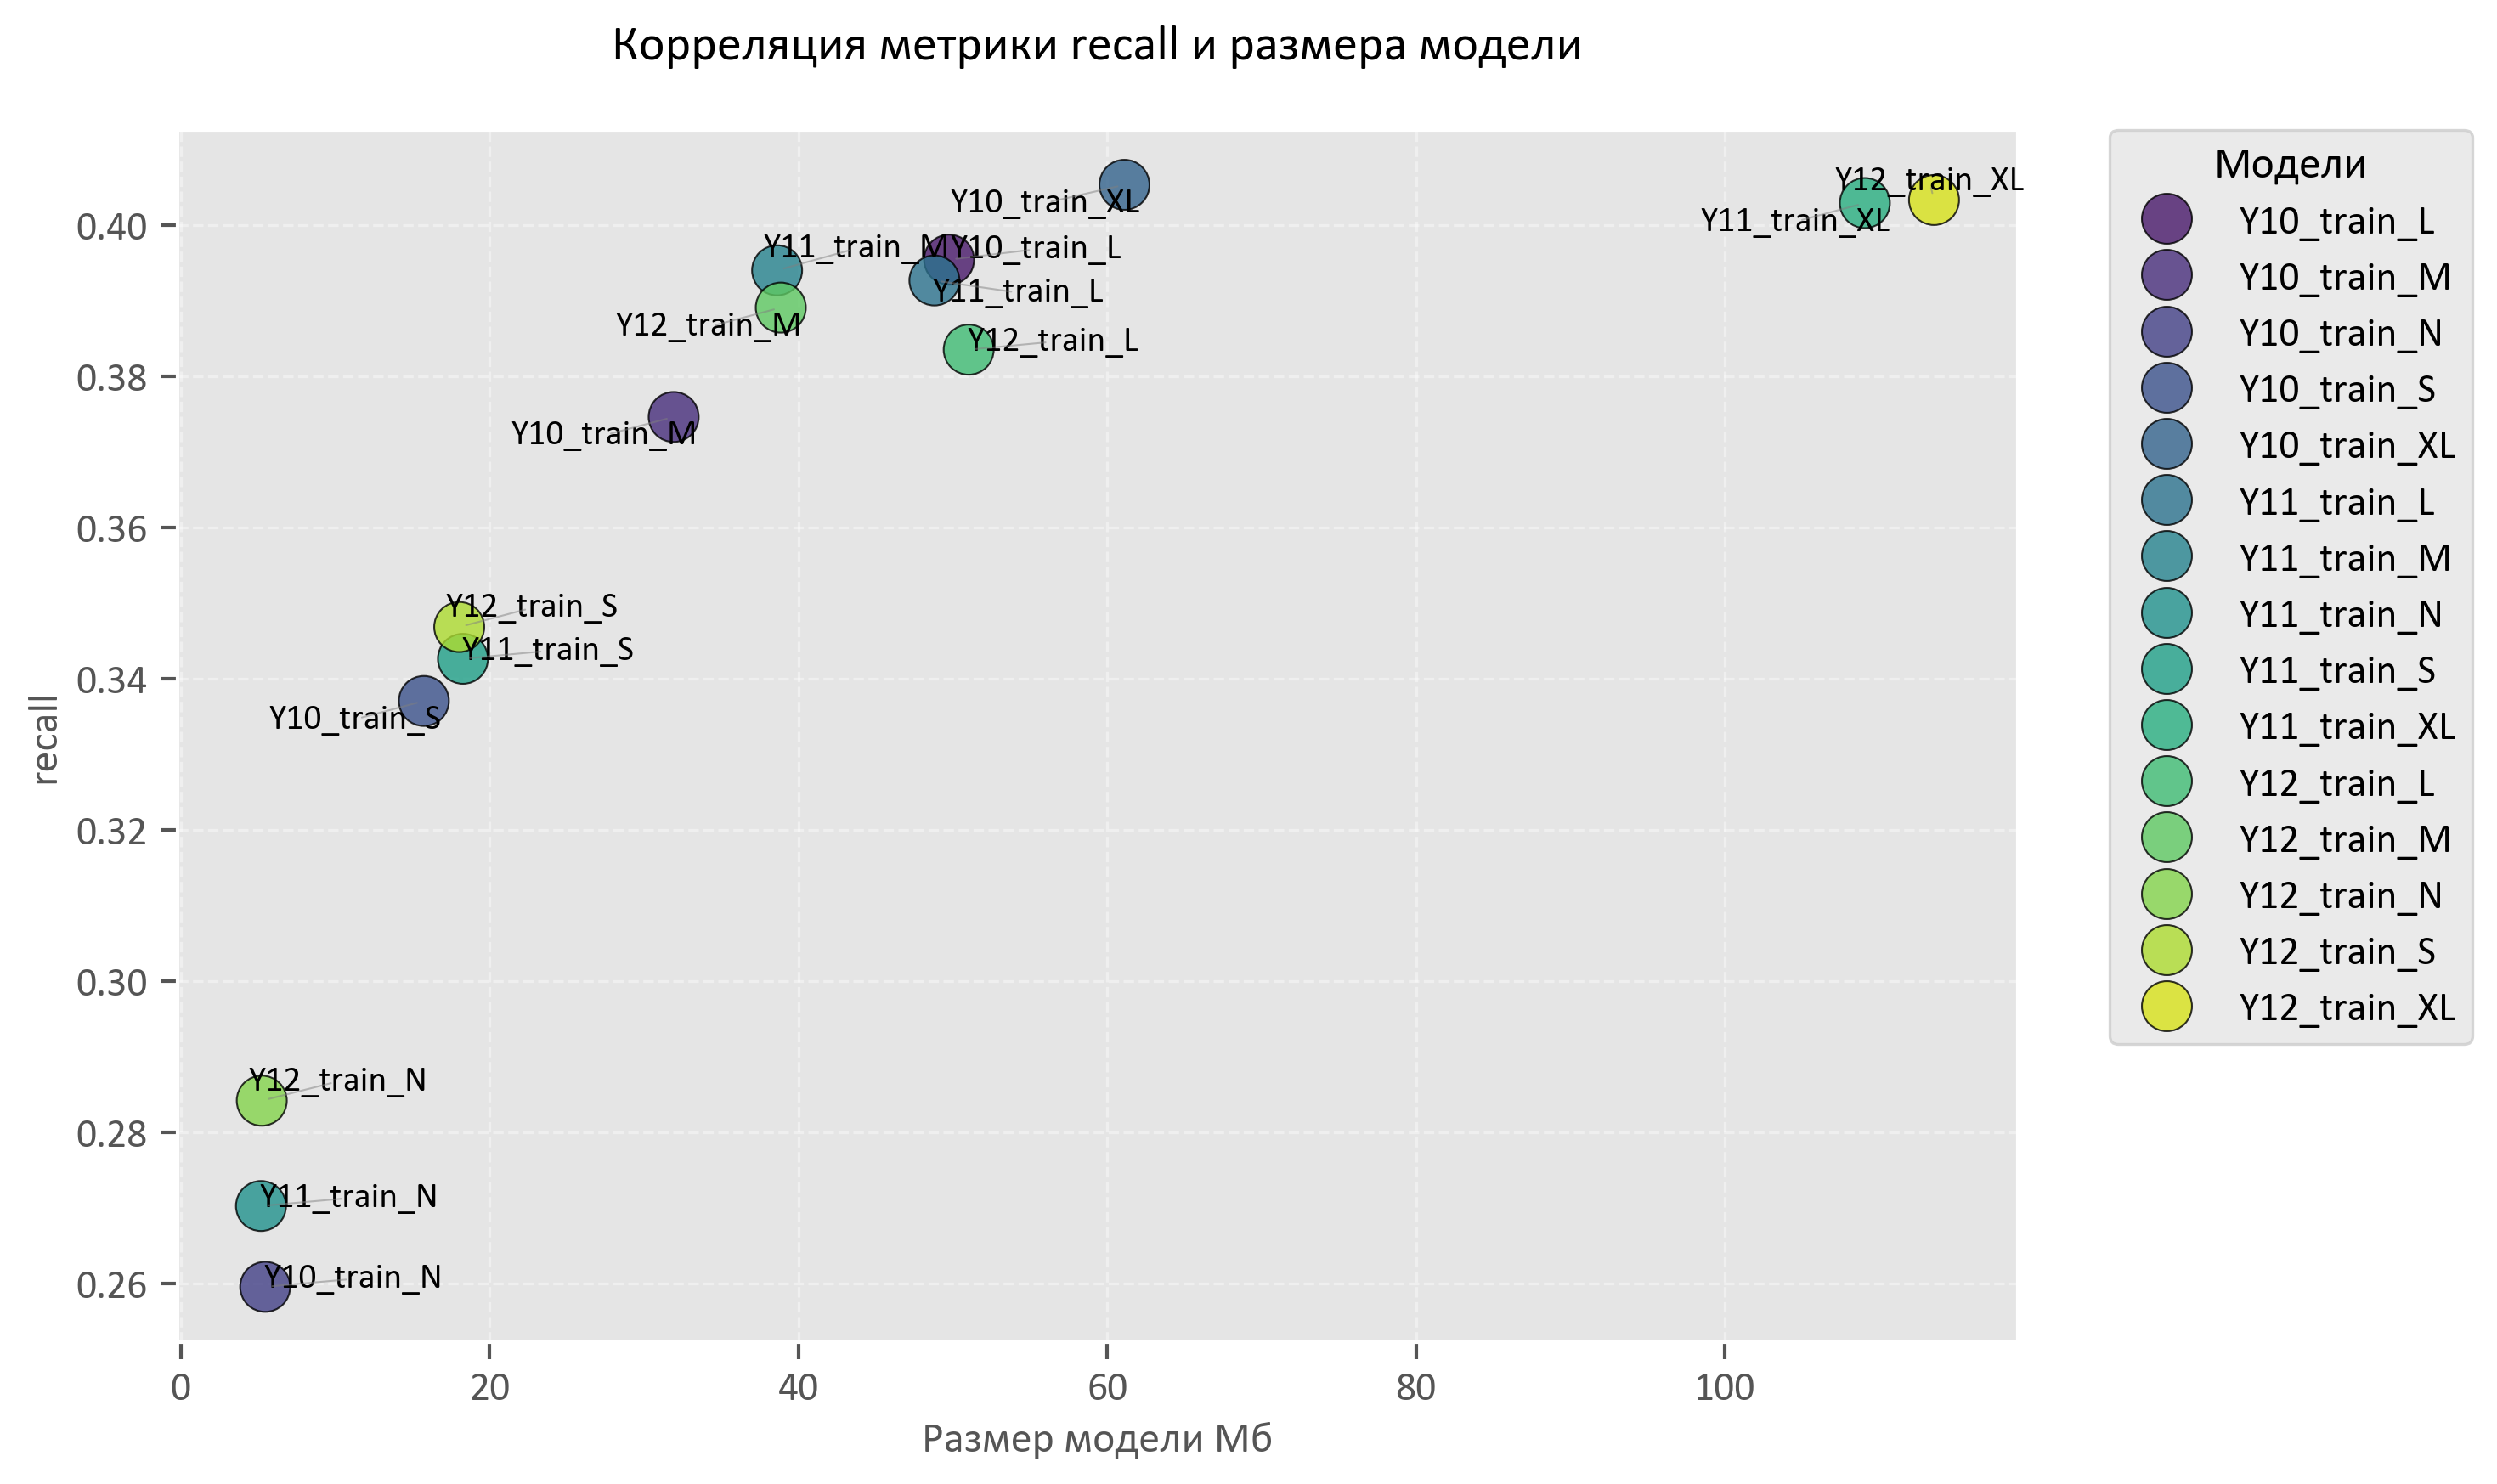 Корреляция метрики recall и размера модели
0.40
0.38
0.36
0.34
0.32
0.30
0.28
0.26
recall
0
20
40
60
80
100
Размер модели Мб
Y10_train_XL
Y12_train_XL
Y11_train_XL
Y11_train_M
Y10_train_L
Y11_train_L
Y12_train_M
Y12_train_L
Y10_train_M
Y12_train_S
Y11_train_S
Y10_train_S
Y12_train_N
Y11_train_N
Y10_train_N
Модели
Y10_train_L
Y10_train_M
Y10_train_N
Y10_train_S
Y10_train_XL
Y11_train_L
Y11_train_M
Y11_train_N
Y11_train_S
Y11_train_XL
Y12_train_L
Y12_train_M
Y12_train_N
Y12_train_S
Y12_train_XL